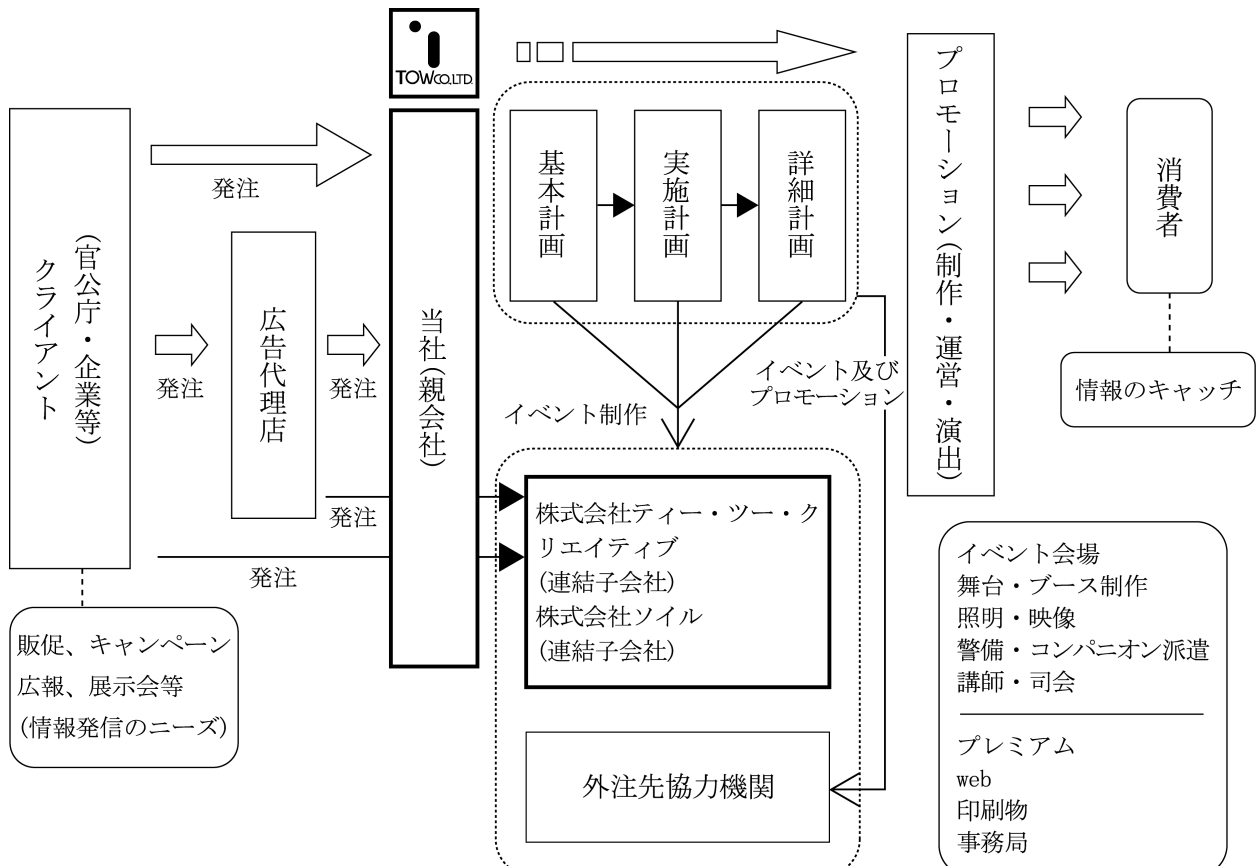 TOW CO.,LTD.
クライアント
(官公庁・企業等)
発注
発注
広告代理店
発注
当社(親会社)
発注
発注
販促、キャンペーン
広報、展示会等
(情報発信のニーズ)
基本計画
実施計画
詳細計画
イベント制作
イベント及び
プロモーション
株式会社ティー・ツー・ク
リエイティブ
(連結子会社)
株式会社ソイル
(連結子会社)
外注先協力機関
プロモーション(制作・運営・演出)
消費者
情報のキャッチ
イベント会場
舞台・ブース制作
照明・映像
警備・コンパニオン派遣
講師・司会
プレミアム
web
印刷物
事務局